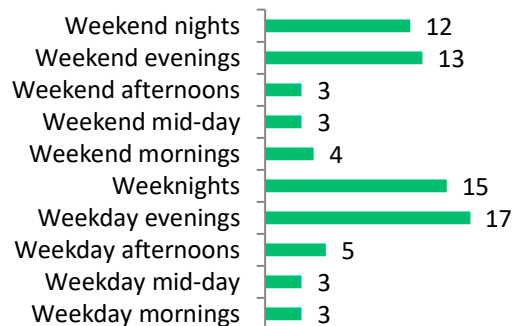 Weekend nights 12
Weekend evenings 13
Weekend afternoons 3
Weekend mid-day 3
Weekend mornings 4
Weeknights 15
Weekday evenings 17
Weekday afternoons 5
Weekday mid-day 3
Weekday mornings 3